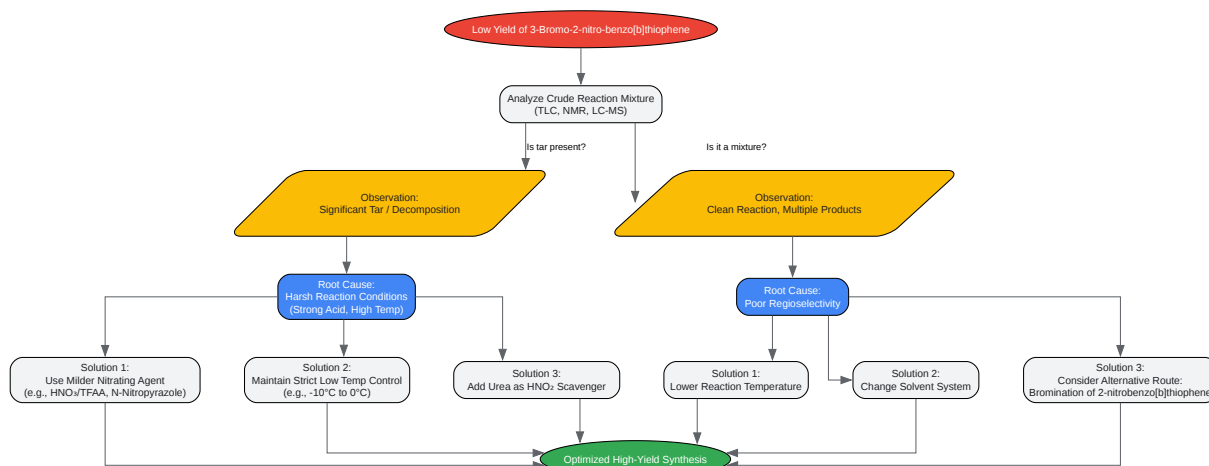 Low Yield of 3-Bromo-2-nitro-benzo[b]thiophene
Analyze Crude Reaction Mixture
(TLC, NMR, LC-MS)
Is tar present?
Is it a mixture?
Observation:
Significant Tar / Decomposition
Observation:
Clean Reaction, Multiple Products
Root Cause:
Harsh Reaction Conditions
(Strong Acid, High Temp)
Root Cause:
Poor Regioselectivity
Solution 1:
Use Milder Nitrating Agent
(e.g., HNO₃/TFAA, N-Nitropyrazole)
Solution 2:
Maintain Strict Low Temp Control
(e.g., -10°C to 0°C)
Solution 3:
Add Urea as HNO₂ Scavenger
Solution 1:
Lower Reaction Temperature
Solution 2:
Change Solvent System
Solution 3:
Consider Alternative Route:
Bromination of 2-nitrobenzo[b]thiophene
Optimized High-Yield Synthesis